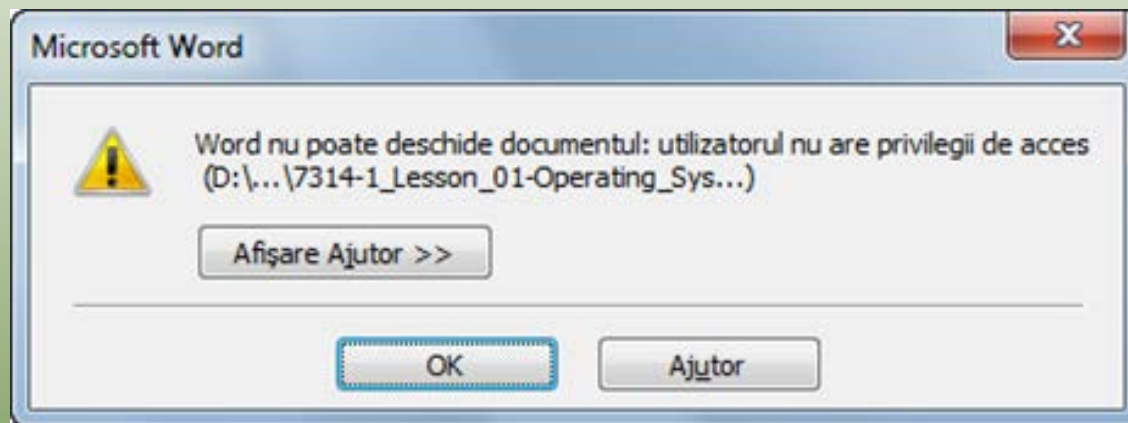 Microsoft Word
Word nu poate deschide documentul: utilizatorul nu are privilegii de acces
(D:\...\7314-1_Lesson_01-Operating_Sys...)
Afișare Ajutor >>
OK
Ajutor